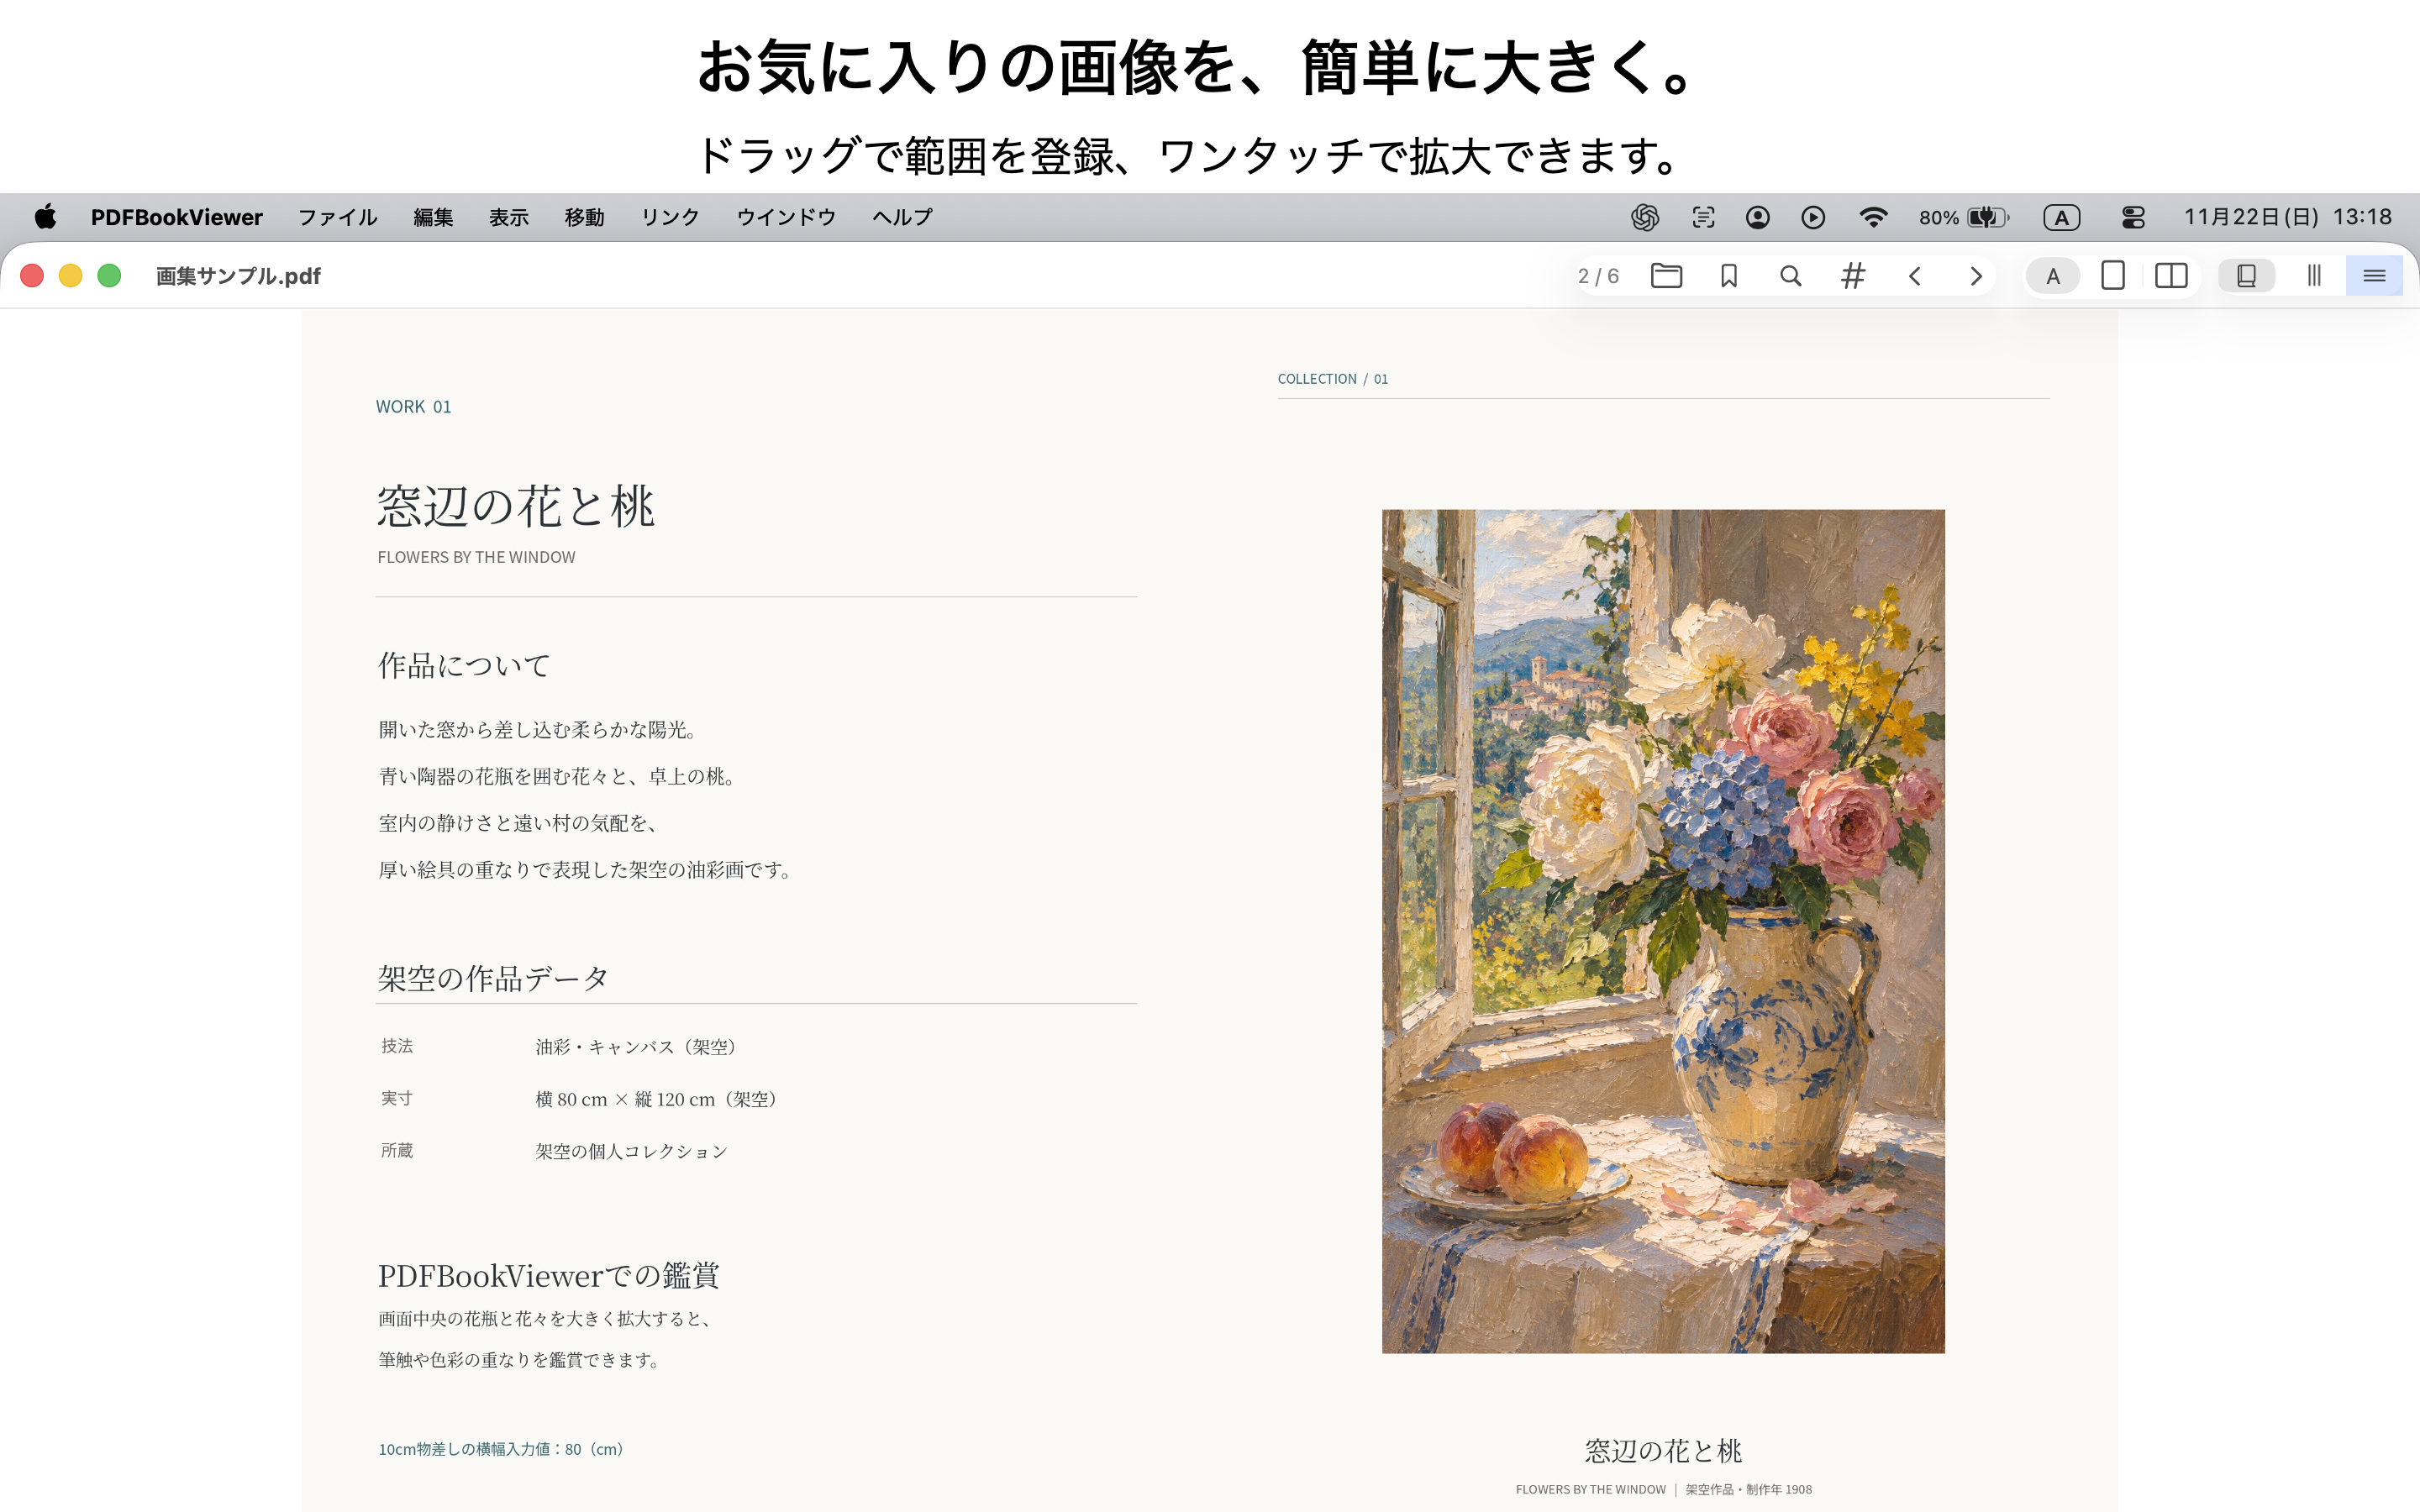 お気に入りの画像を、簡単に大きく。
ドラッグで範囲を登録、ワンタッチで拡大できます。
PDFBookViewer ファイル 編集 表示 移動 リンク ウインドウ ヘルプ 80% A 11月22日(日) 13:18
画集サンプル.pdf 2 / 6 A
WORK 01
窓辺の花と桃
FLOWERS BY THE WINDOW
作品について
開いた窓から差し込む柔らかな陽光。
青い陶器の花瓶を囲む花々と、卓上の桃。
室内の静けさと遠い村の気配を、
厚い絵具の重なりで表現した架空の油彩画です。
架空の作品データ
技法 油彩・キャンバス（架空）
実寸 横 80 cm × 縦 120 cm（架空）
所蔵 架空の個人コレクション
PDFBookViewerでの鑑賞
画面中央の花瓶と花々を大きく拡大すると、
筆触や色彩の重なりを鑑賞できます。
10cm物差しの横幅入力値：80（cm）
COLLECTION / 01
窓辺の花と桃
FLOWERS BY THE WINDOW ｜ 架空作品・制作年 1908